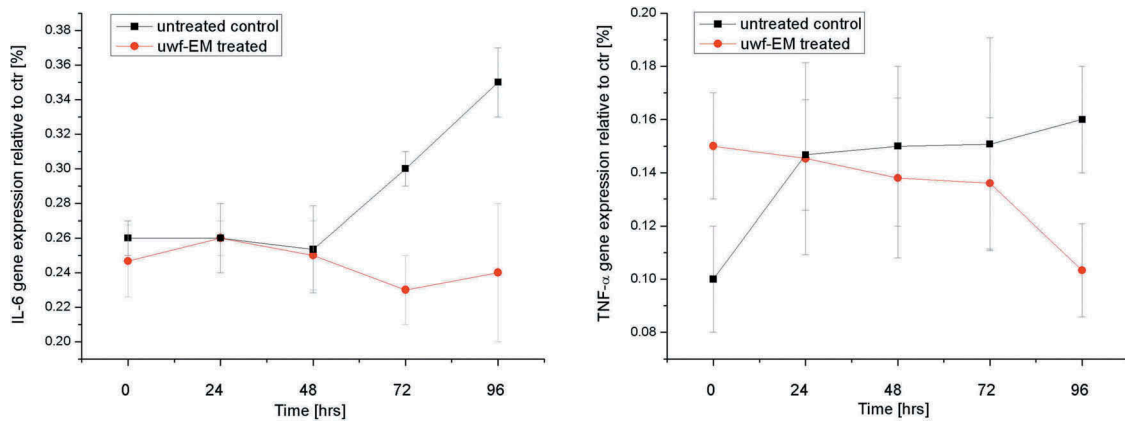 IL-6 gene expression relative to ctr [%]
0.38
0.36
0.34
0.32
0.30
0.28
0.26
0.24
0.22
0.20
untreated control
uwf-EM treated
0 24 48 72 96
Time [hrs]
TNF-α gene expression relative to ctr [%]
0.20
0.18
0.16
0.14
0.12
0.10
0.08
untreated control
uwf-EM treated
0 24 48 72 96
Time [hrs]